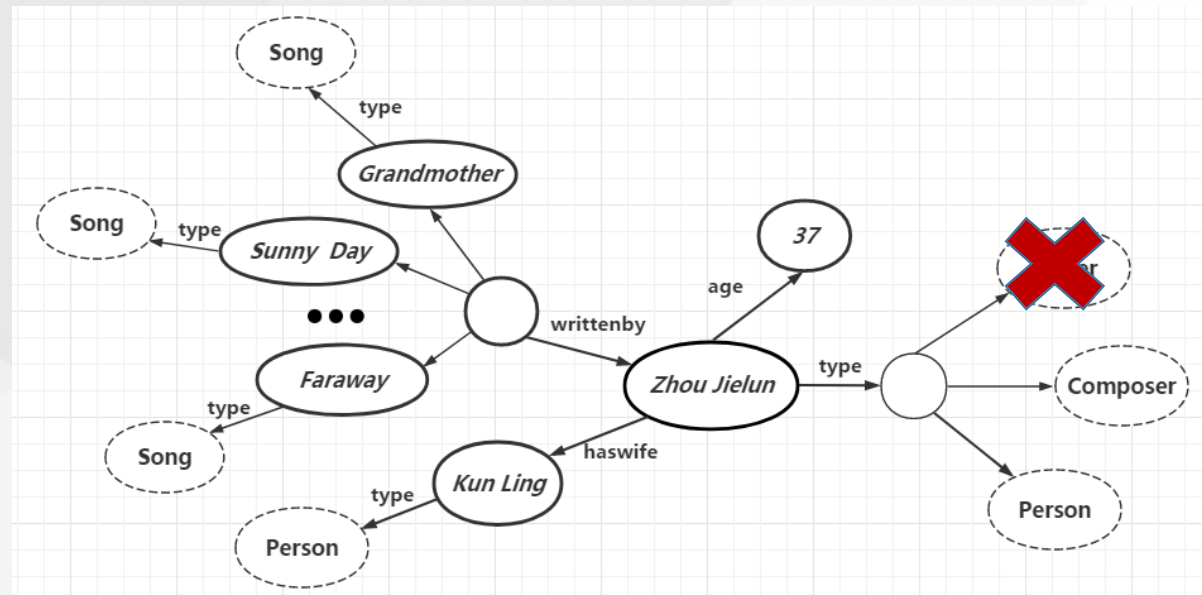 Song
type
Grandmother
Song
type
Sunny Day
37
age
writtenby
Faraway
Zhou Jielun
type
Composer
type
Song
haswife
Kun Ling
type
Person
Person